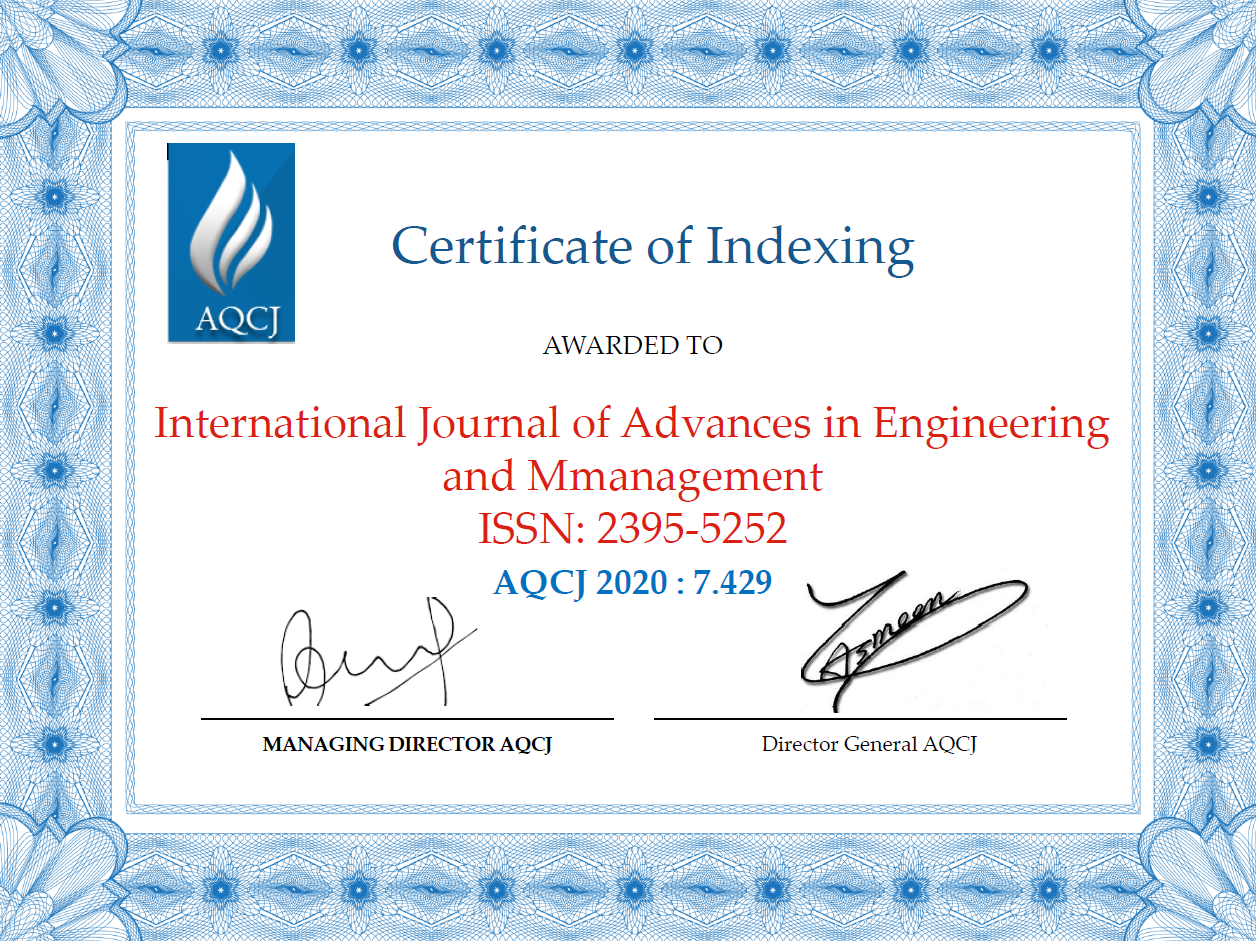 AQCJ
Certificate of Indexing
AWARDED TO
International Journal of Advances in Engineering
and Mmanagement
ISSN: 2395-5252
AQCJ 2020 : 7.429
MANAGING DIRECTOR AQCJ
Director General AQCJ